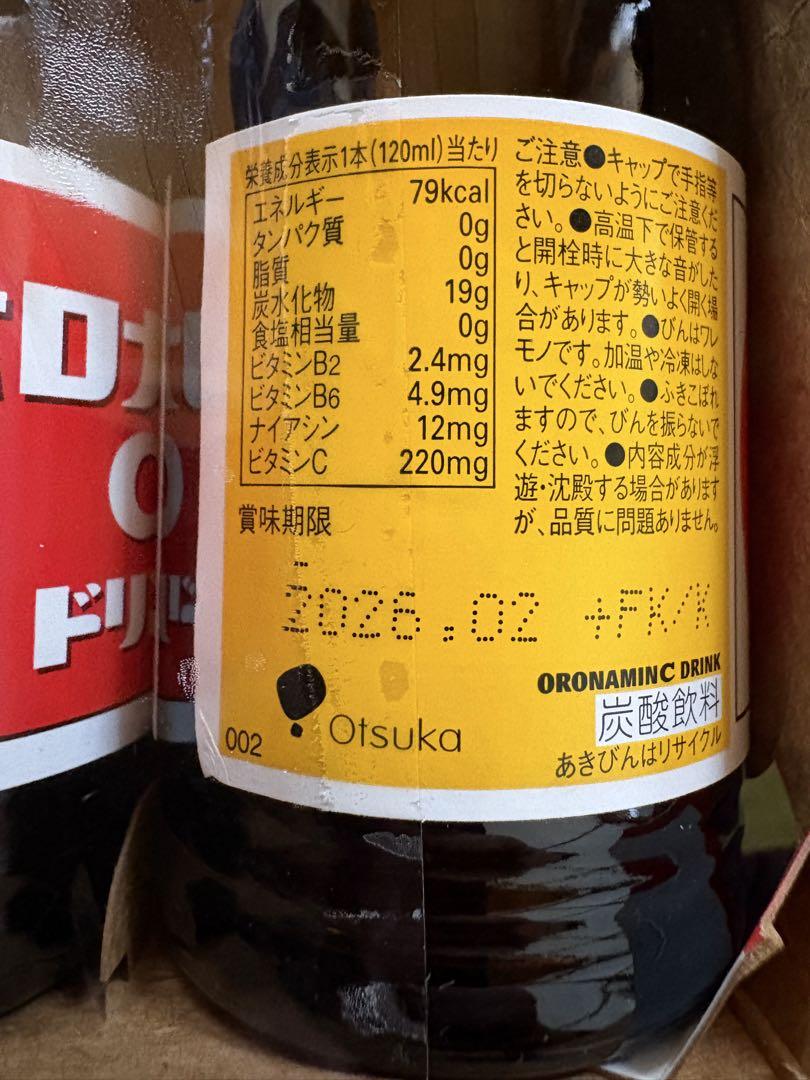 栄養成分表示1本(120ml)当たり
エネルギー 79kcal
タンパク質 0g
脂質 0g
炭水化物 19g
食塩相当量 0g
ビタミンB2 2.4mg
ビタミンB6 4.9mg
ナイアシン 12mg
ビタミンC 220mg
賞味期限
2026.02 +FK/K
Otsuka
002
ご注意●キャップで手指等
を切らないようにご注意くだ
さい。●高温下で保管する
と開栓時に大きな音がした
り、キャップが勢いよく開く場
合があります。●びんはワレ
モノです。加温や冷凍はしな
いでください。●ふきこぼれ
ますので、びんを振らないで
ください。●内容成分が浮
遊・沈殿する場合があります
が、品質に問題ありません。
ORONAMIN C DRINK
炭酸飲料
あきびんはリサイクル
ロ
ドリ